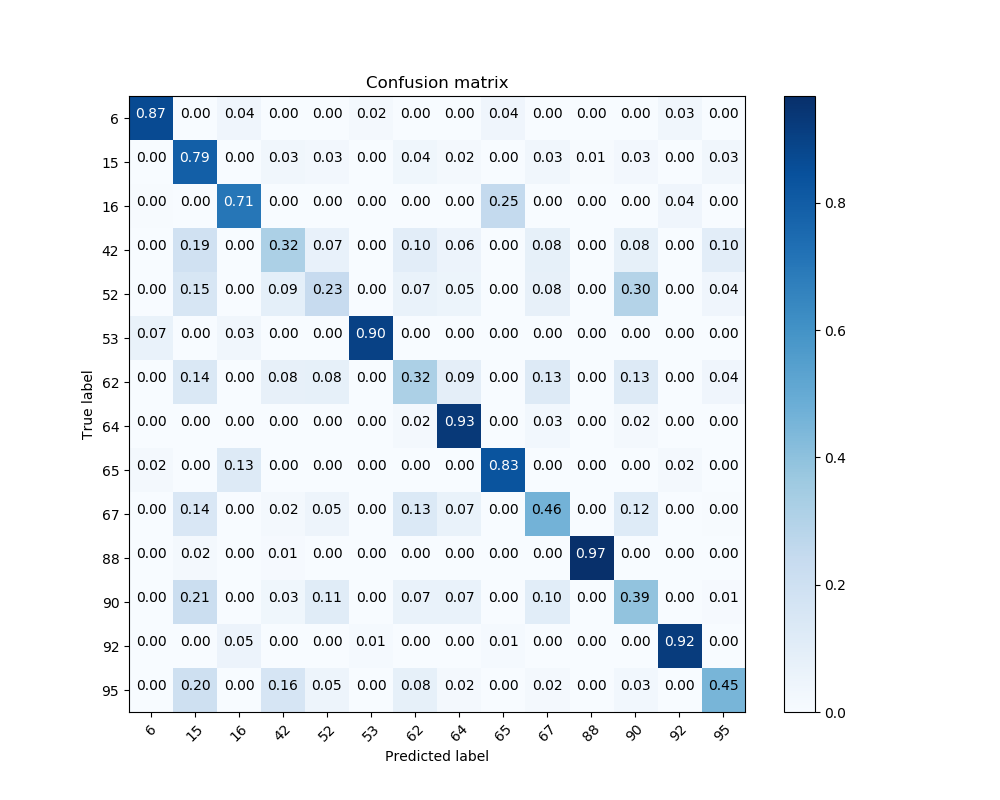 Confusion matrix
6 0.87 0.00 0.04 0.00 0.00 0.02 0.00 0.00 0.04 0.00 0.00 0.00 0.03 0.00
15 0.00 0.79 0.00 0.03 0.03 0.00 0.04 0.02 0.00 0.03 0.01 0.03 0.00 0.03
16 0.00 0.00 0.71 0.00 0.00 0.00 0.00 0.00 0.25 0.00 0.00 0.00 0.04 0.00
42 0.00 0.19 0.00 0.32 0.07 0.00 0.10 0.06 0.00 0.08 0.00 0.08 0.00 0.10
52 0.00 0.15 0.00 0.09 0.23 0.00 0.07 0.05 0.00 0.08 0.00 0.30 0.00 0.04
53 0.07 0.00 0.03 0.00 0.00 0.90 0.00 0.00 0.00 0.00 0.00 0.00 0.00 0.00
62 0.00 0.14 0.00 0.08 0.08 0.00 0.32 0.09 0.00 0.13 0.00 0.13 0.00 0.04
64 0.00 0.00 0.00 0.00 0.00 0.00 0.02 0.93 0.00 0.03 0.00 0.02 0.00 0.00
65 0.02 0.00 0.13 0.00 0.00 0.00 0.00 0.00 0.83 0.00 0.00 0.00 0.02 0.00
67 0.00 0.14 0.00 0.02 0.05 0.00 0.13 0.07 0.00 0.46 0.00 0.12 0.00 0.00
88 0.00 0.02 0.00 0.01 0.00 0.00 0.00 0.00 0.00 0.00 0.97 0.00 0.00 0.00
90 0.00 0.21 0.00 0.03 0.11 0.00 0.07 0.07 0.00 0.10 0.00 0.39 0.00 0.01
92 0.00 0.00 0.05 0.00 0.00 0.01 0.00 0.00 0.01 0.00 0.00 0.00 0.92 0.00
95 0.00 0.20 0.00 0.16 0.05 0.00 0.08 0.02 0.00 0.02 0.00 0.03 0.00 0.45
6 15 16 42 52 53 62 64 65 67 88 90 92 95
Predicted label
True label
0.8
0.6
0.4
0.2
0.0